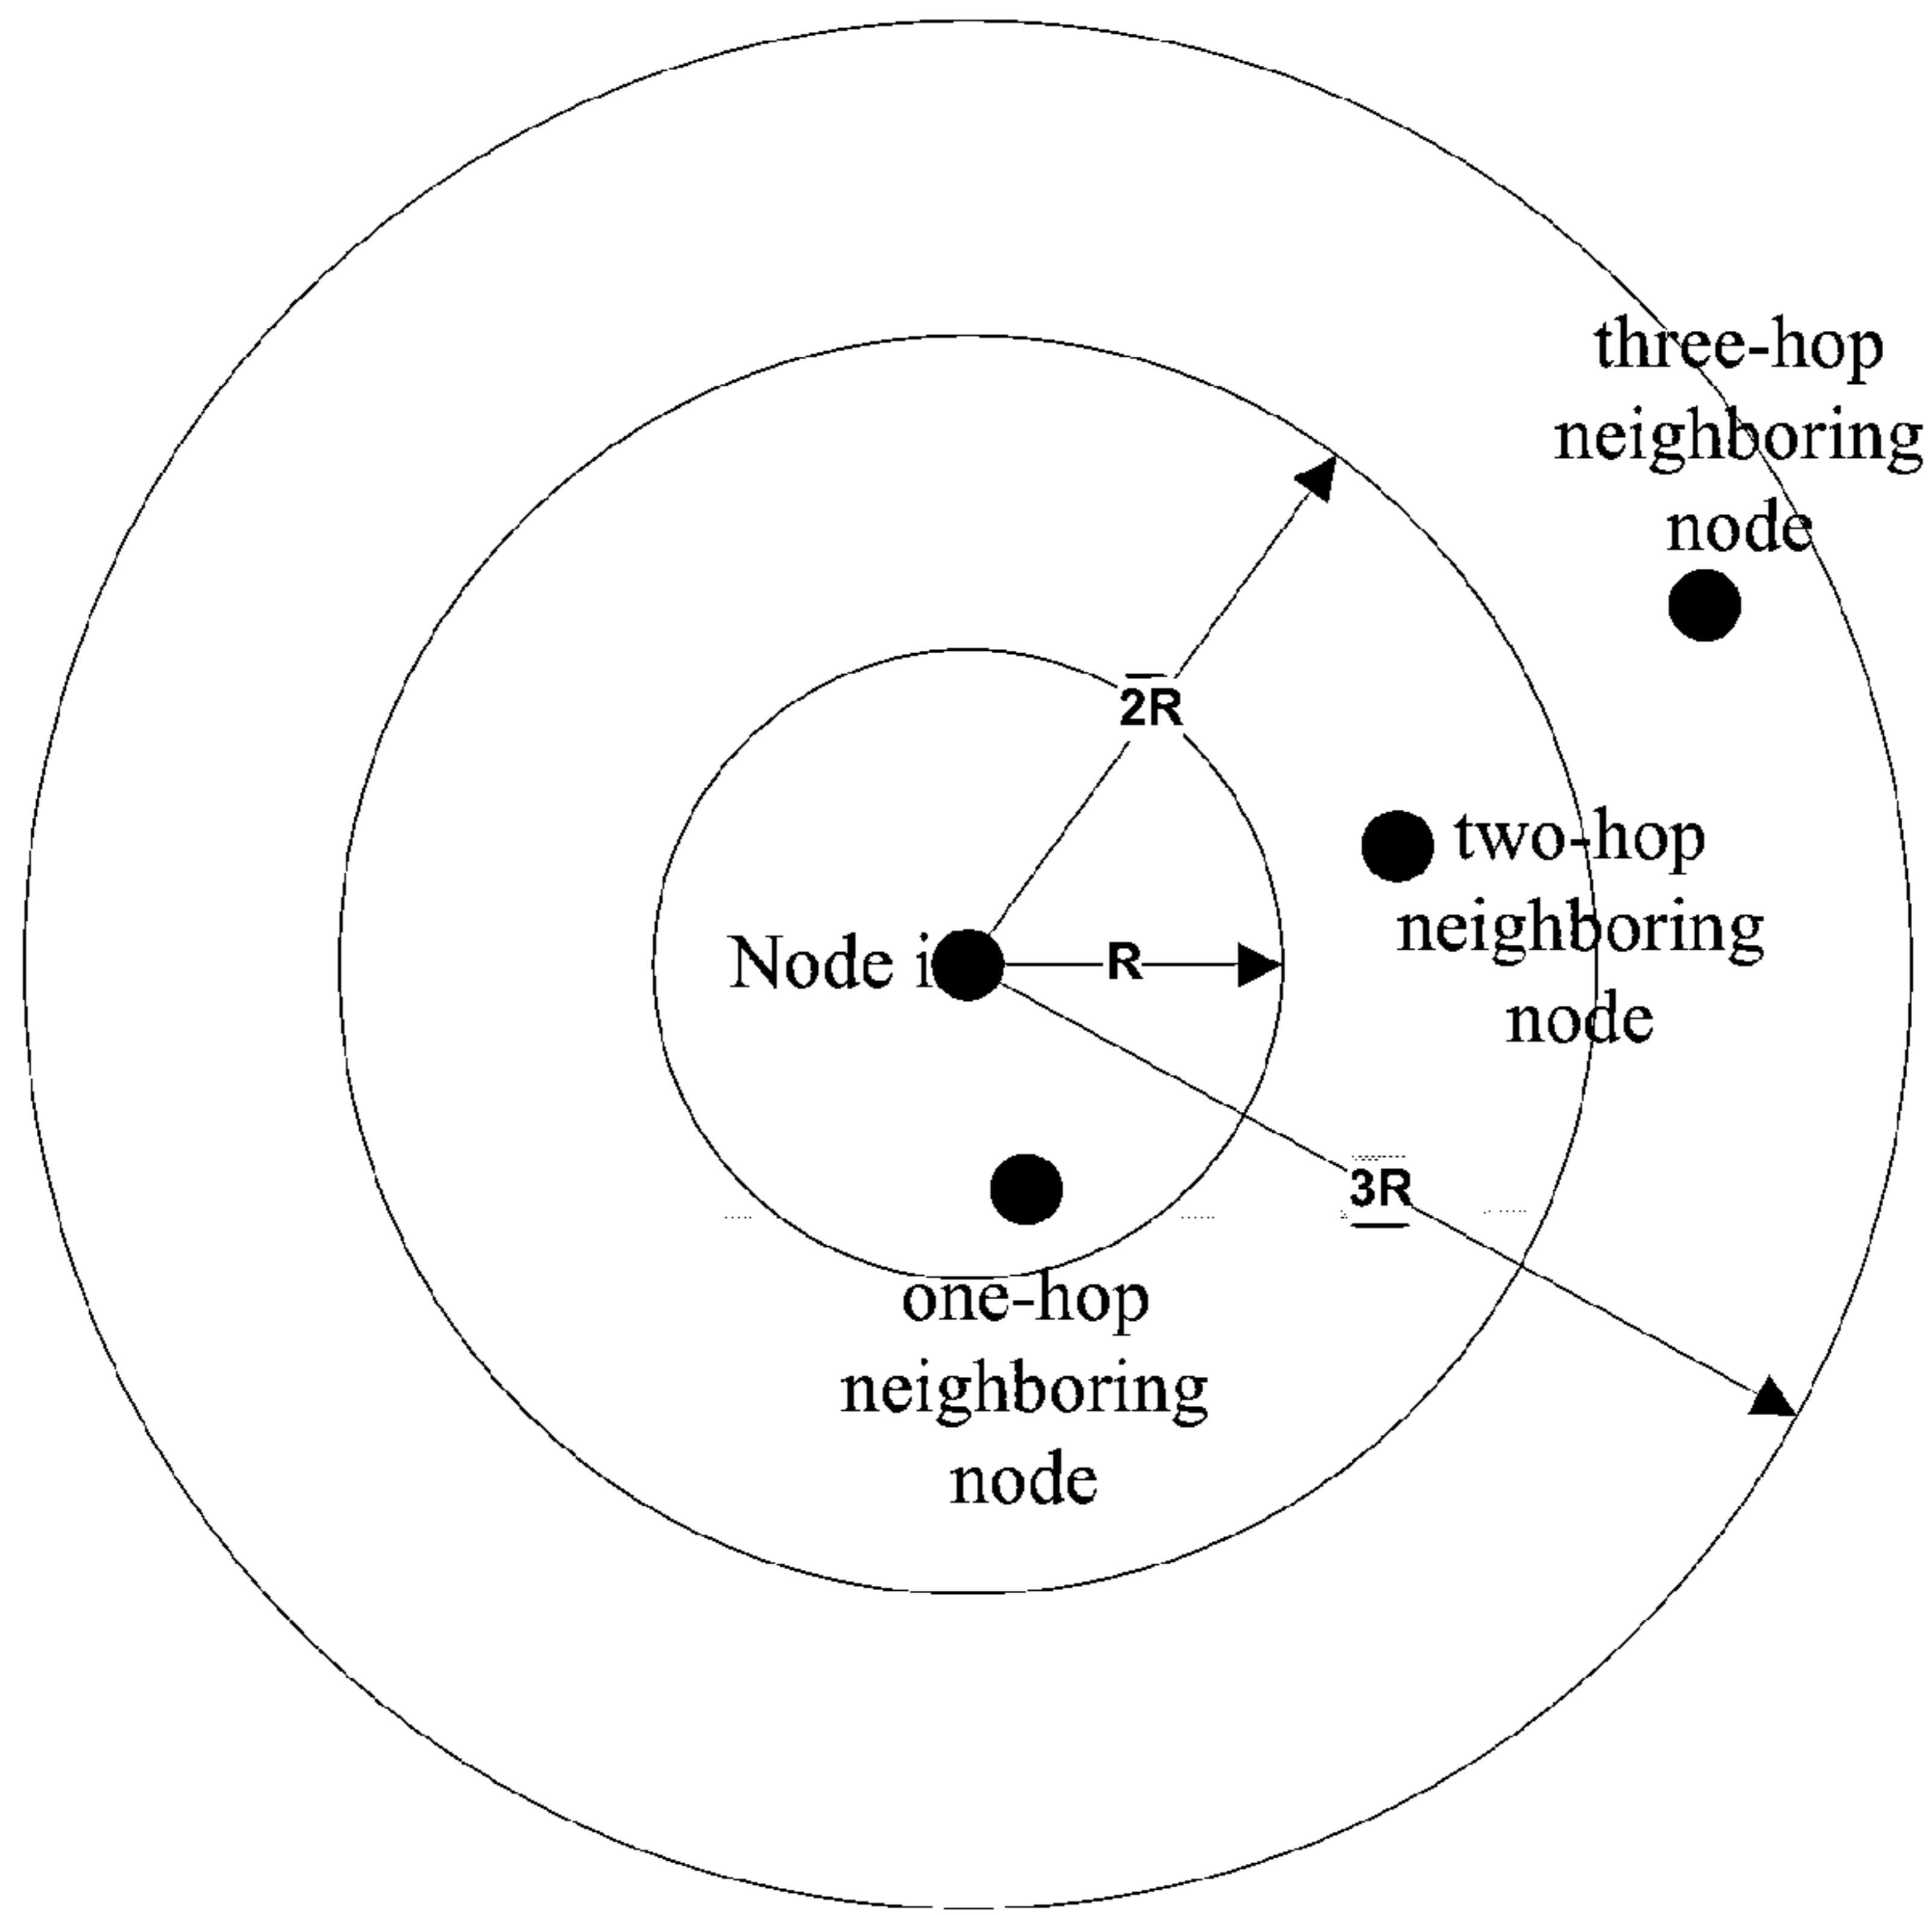 three-hop
neighboring
node
2R
two-hop
neighboring
node
Node i
R
3R
one-hop
neighboring
node